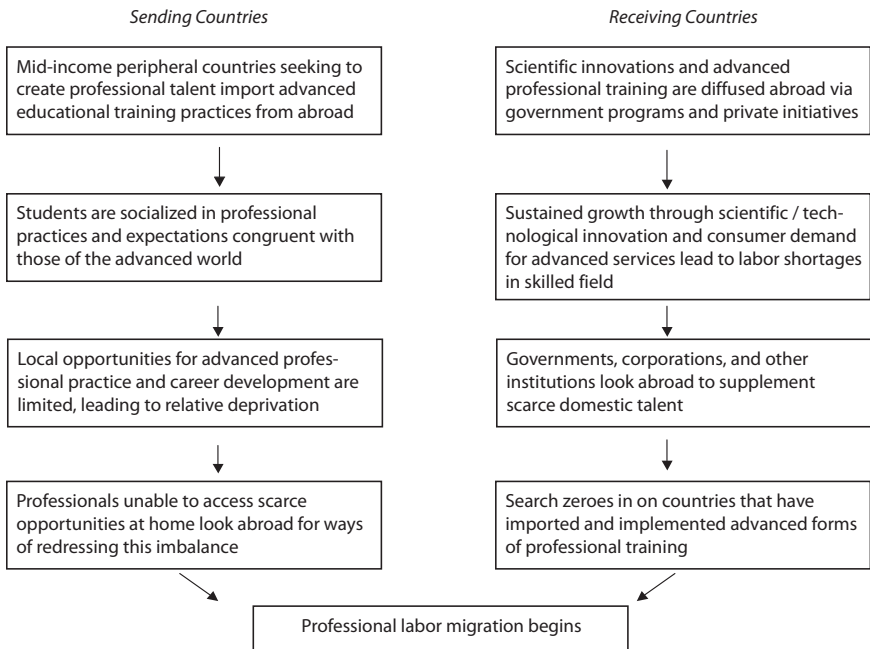 Sending Countries
Receiving Countries
Mid-income peripheral countries seeking to
create professional talent import advanced
educational training practices from abroad
Scientific innovations and advanced
professional training are diffused abroad via
government programs and private initiatives
Students are socialized in professional
practices and expectations congruent with
those of the advanced world
Sustained growth through scientific / tech-
nological innovation and consumer demand
for advanced services lead to labor shortages
in skilled field
Local opportunities for advanced profes-
sional practice and career development are
limited, leading to relative deprivation
Governments, corporations, and other
institutions look abroad to supplement
scarce domestic talent
Professionals unable to access scarce
opportunities at home look abroad for ways
of redressing this imbalance
Search zeroes in on countries that have
imported and implemented advanced forms
of professional training
Professional labor migration begins